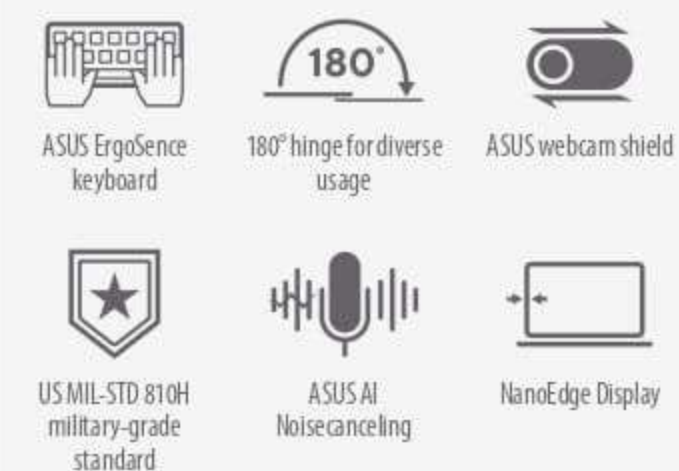 ASUS ErgoSence
keyboard
180°
180° hinge for diverse
usage
ASUS webcam shield
US MIL-STD 810H
military-grade
standard
ASUS AI
Noisecanceling
NanoEdge Display